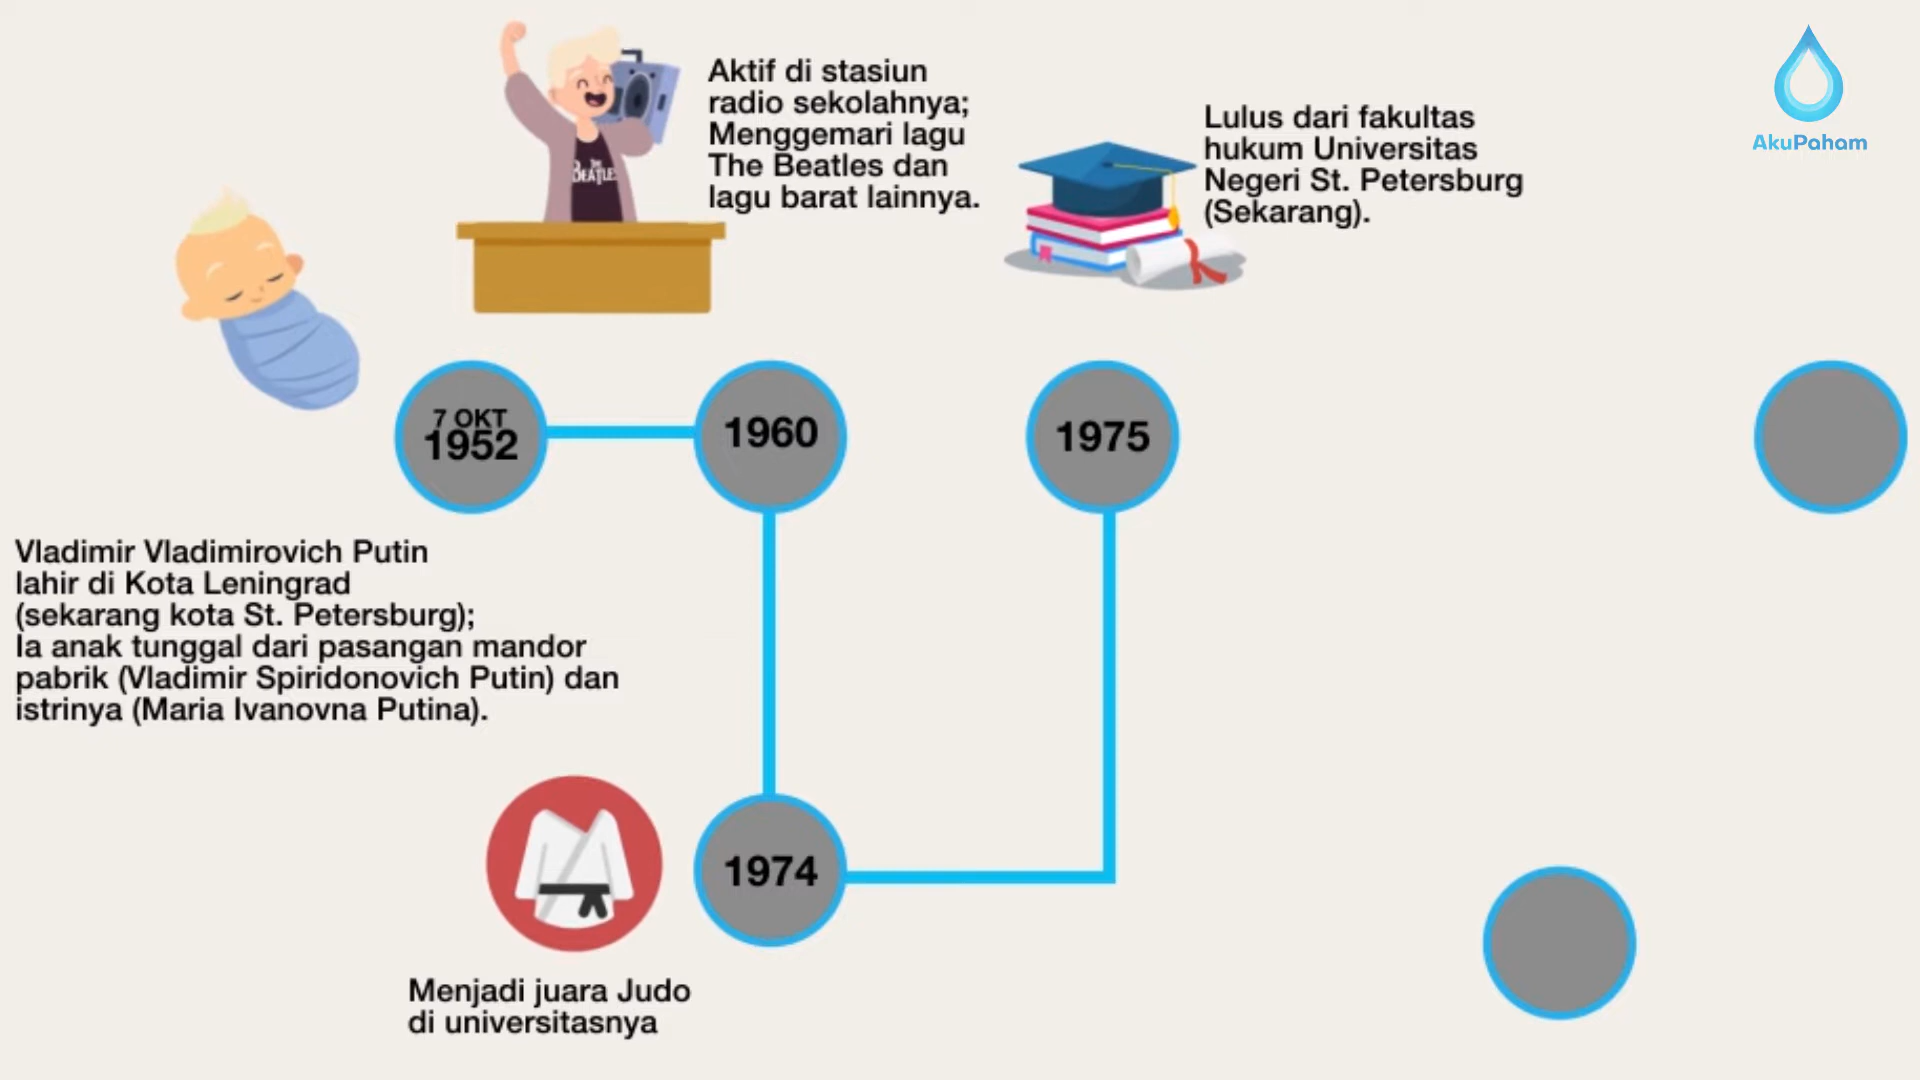 Aktif di stasiun
radio sekolahnya;
Menggemari lagu
The Beatles dan
lagu barat lainnya.
THE
BEATLES
Lulus dari fakultas
hukum Universitas
Negeri St. Petersburg
(Sekarang).
AkuPaham
7 OKT
1952
1960
1975
Vladimir Vladimirovich Putin
lahir di Kota Leningrad
(sekarang kota St. Petersburg);
Ia anak tunggal dari pasangan mandor
pabrik (Vladimir Spiridonovich Putin) dan
istrinya (Maria Ivanovna Putina).
1974
Menjadi juara Judo
di universitasnya